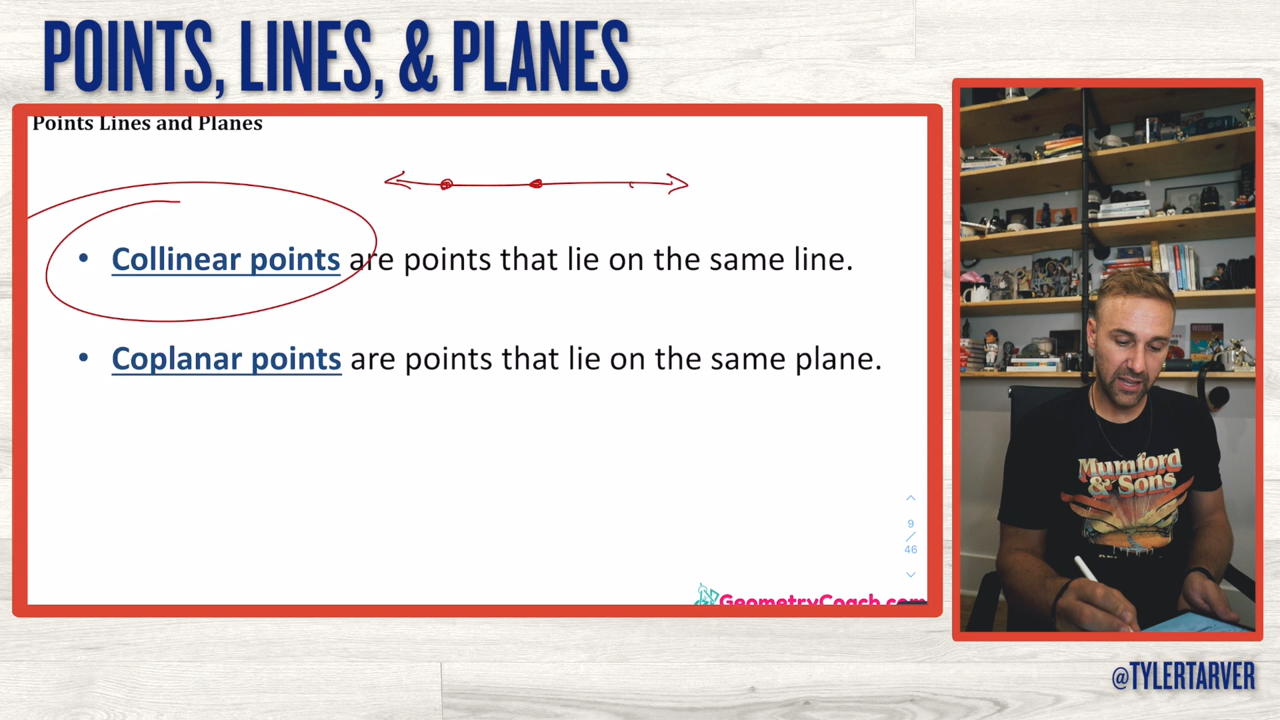 POINTS, LINES, & PLANES
Points Lines and Planes
• Collinear points are points that lie on the same line.
• Coplanar points are points that lie on the same plane.
9
/
46
GeometryCoach.com
Mumford
& Sons
@TYLERTARVER